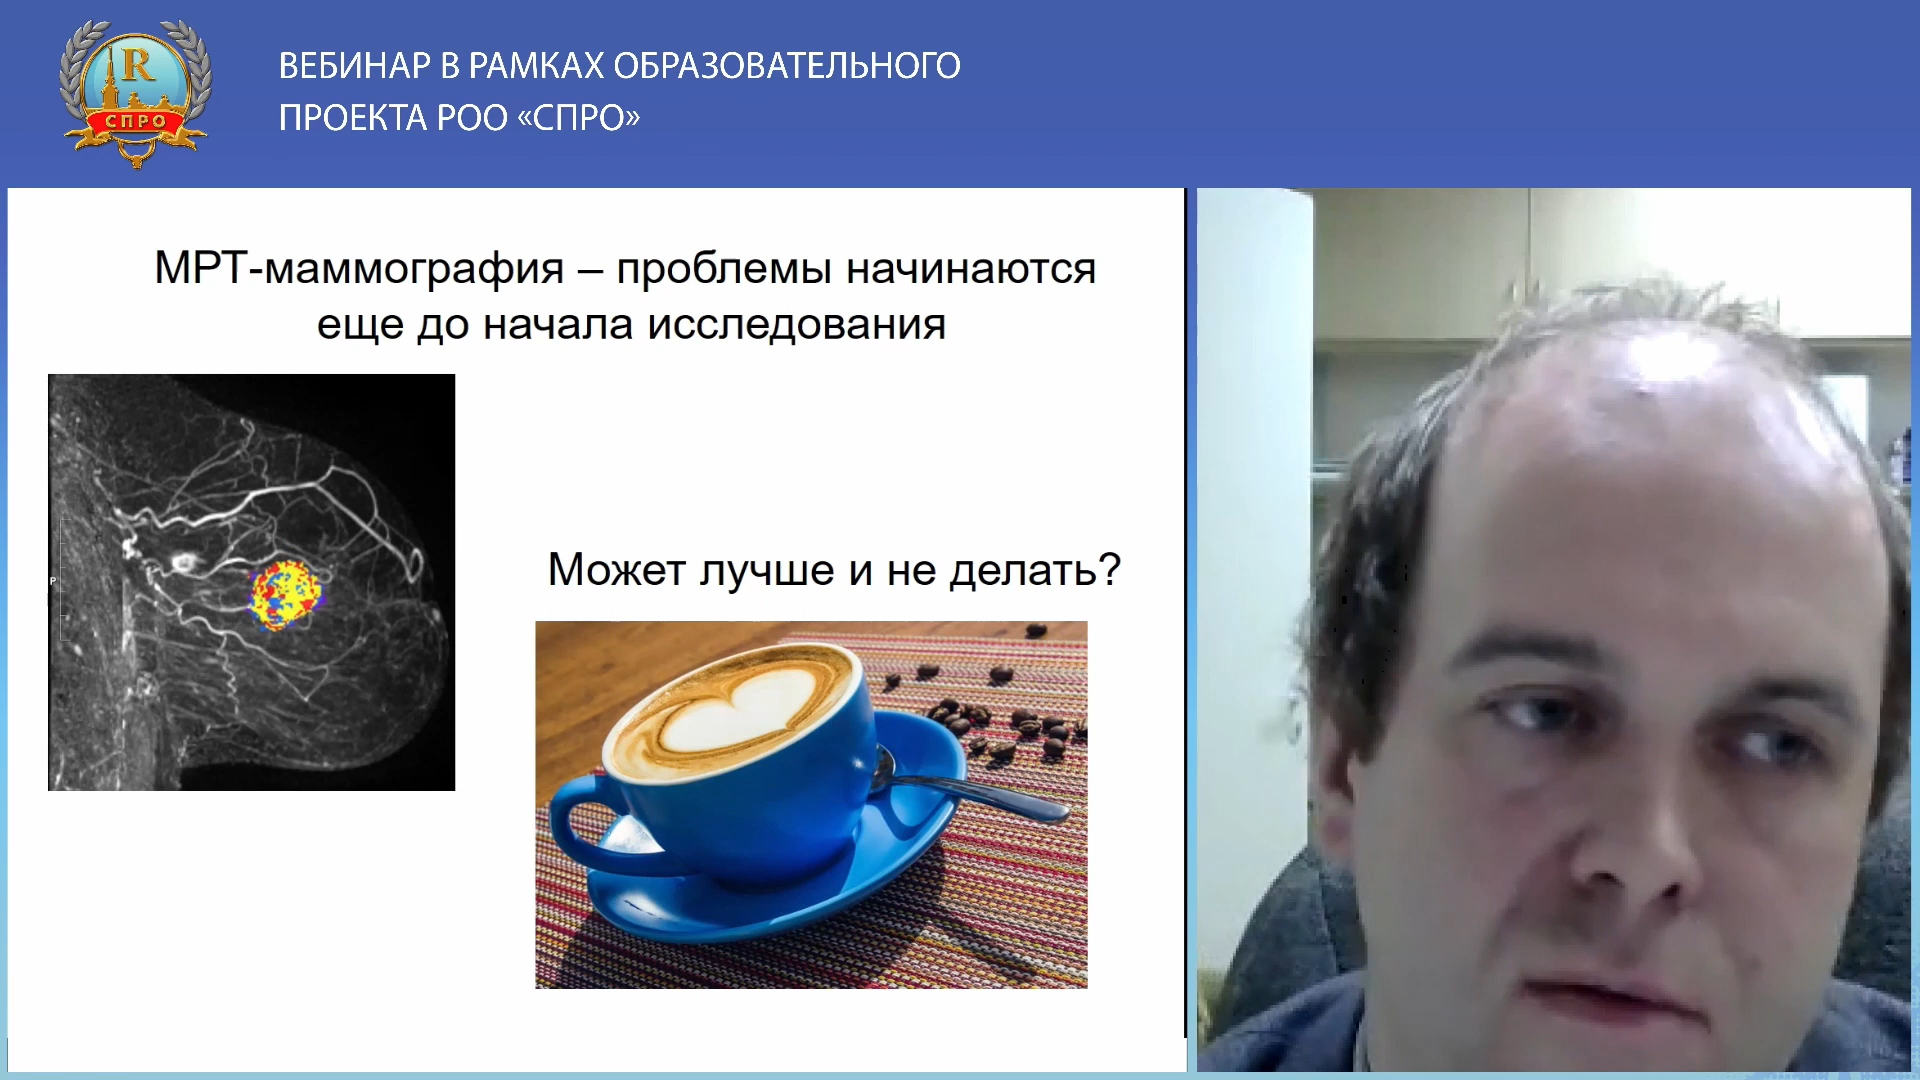 R
СПРО
ВЕБИНАР В РАМКАХ ОБРАЗОВАТЕЛЬНОГО
ПРОЕКТА РОО «СПРО»
МРТ-маммография – проблемы начинаются
еще до начала исследования
P
Может лучше и не делать?